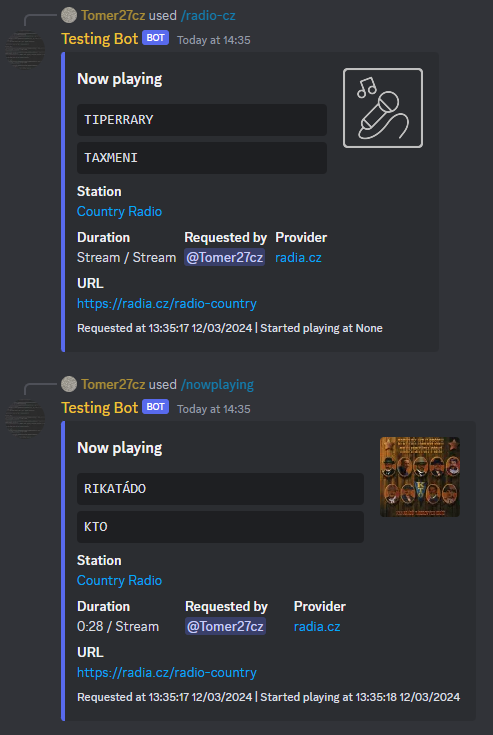 Tomer27cz used /radio-cz
Testing Bot BOT Today at 14:35
Now playing
TIPERRARY
TAXMENI
Station
Country Radio
Duration Requested by Provider
Stream / Stream @Tomer27cz radia.cz
URL
https://radia.cz/radio-country
Requested at 13:35:17 12/03/2024 | Started playing at None
Tomer27cz used /nowplaying
Testing Bot BOT Today at 14:35
Now playing
RIKATÁDO
KTO
Station
Country Radio
Duration Requested by Provider
0:28 / Stream @Tomer27cz radia.cz
URL
https://radia.cz/radio-country
Requested at 13:35:17 12/03/2024 | Started playing at 13:35:18 12/03/2024